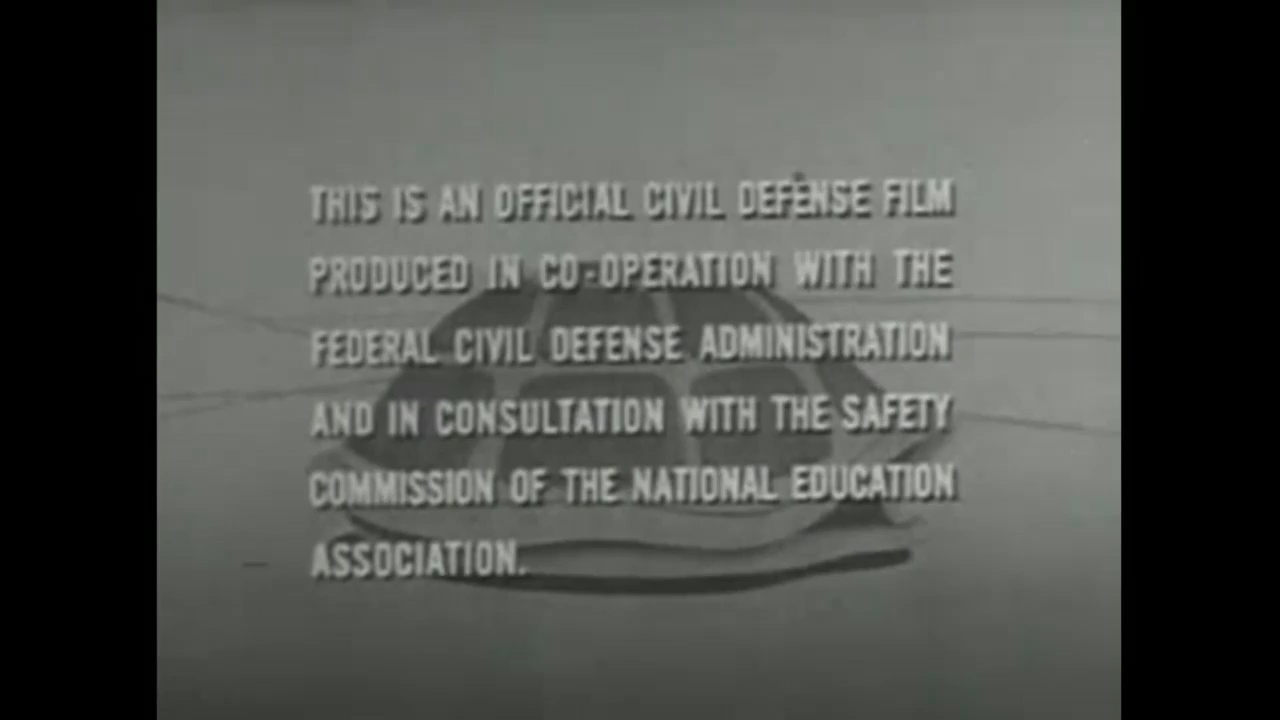 THIS IS AN OFFICIAL CIVIL DEFENSE FILM
PRODUCED IN CO-OPERATION WITH THE
FEDERAL CIVIL DEFENSE ADMINISTRATION
AND IN CONSULTATION WITH THE SAFETY
COMMISSION OF THE NATIONAL EDUCATION
ASSOCIATION.